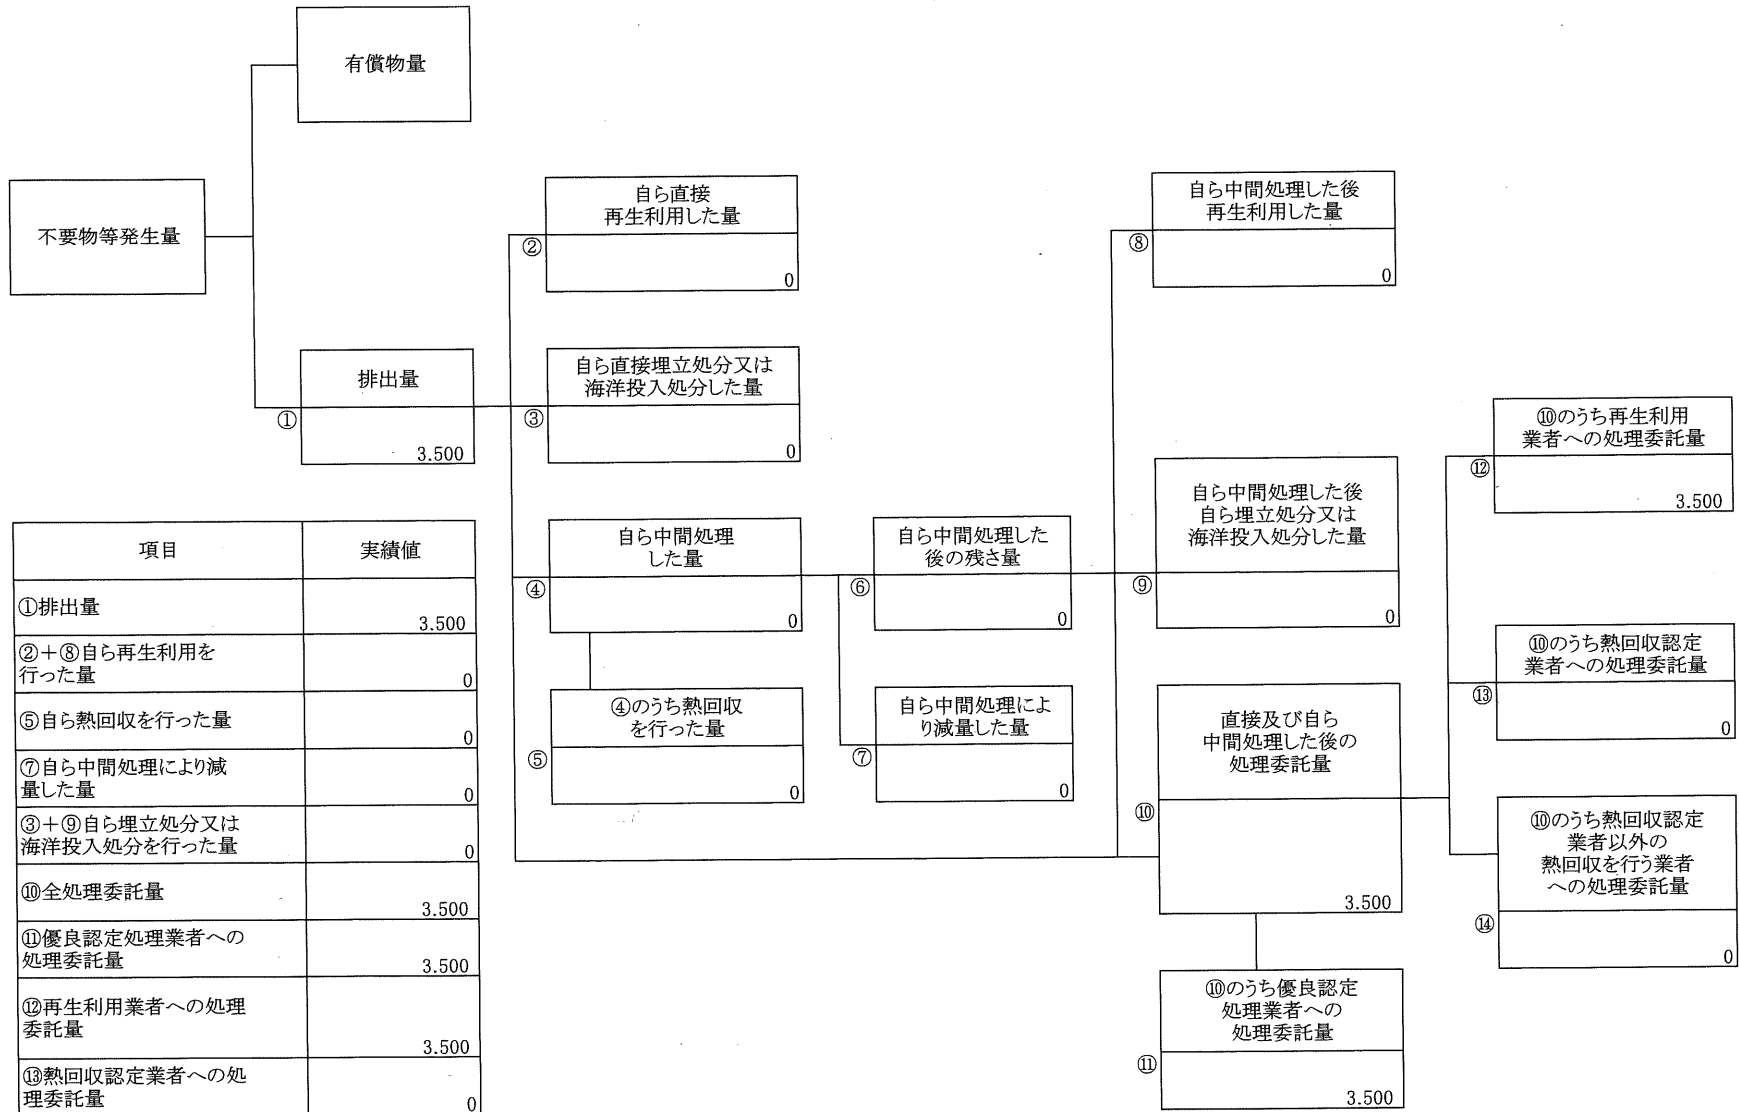 有償物量
不要物等発生量
排出量
①
3.500
自ら直接
再生利用した量
②
0
自ら直接埋立処分又は
海洋投入処分した量
③
0
自ら中間処理
した量
④
0
④のうち熱回収
を行った量
⑤
0
自ら中間処理した
後の残さ量
⑥
0
自ら中間処理によ
り減量した量
⑦
0
自ら中間処理した後
再生利用した量
⑧
0
自ら中間処理した後
自ら埋立処分又は
海洋投入処分した量
⑨
0
直接及び自ら
中間処理した後の
処理委託量
⑩
3.500
⑩のうち優良認定
処理業者への
処理委託量
⑪
3.500
⑩のうち再生利用
業者への処理委託量
⑫
3.500
⑩のうち熱回収認定
業者への処理委託量
⑬
0
⑩のうち熱回収認定
業者以外の
熱回収を行う業者
への処理委託量
⑭
0
項目 実績値
①排出量
3.500
②+⑧自ら再生利用を
行った量
0
⑤自ら熱回収を行った量
0
⑦自ら中間処理により減
量した量
0
③+⑨自ら埋立処分又は
海洋投入処分を行った量
0
⑩全処理委託量
3.500
⑪優良認定処理業者への
処理委託量
3.500
⑫再生利用業者への処理
委託量
3.500
⑬熱回収認定業者への処
理委託量
0